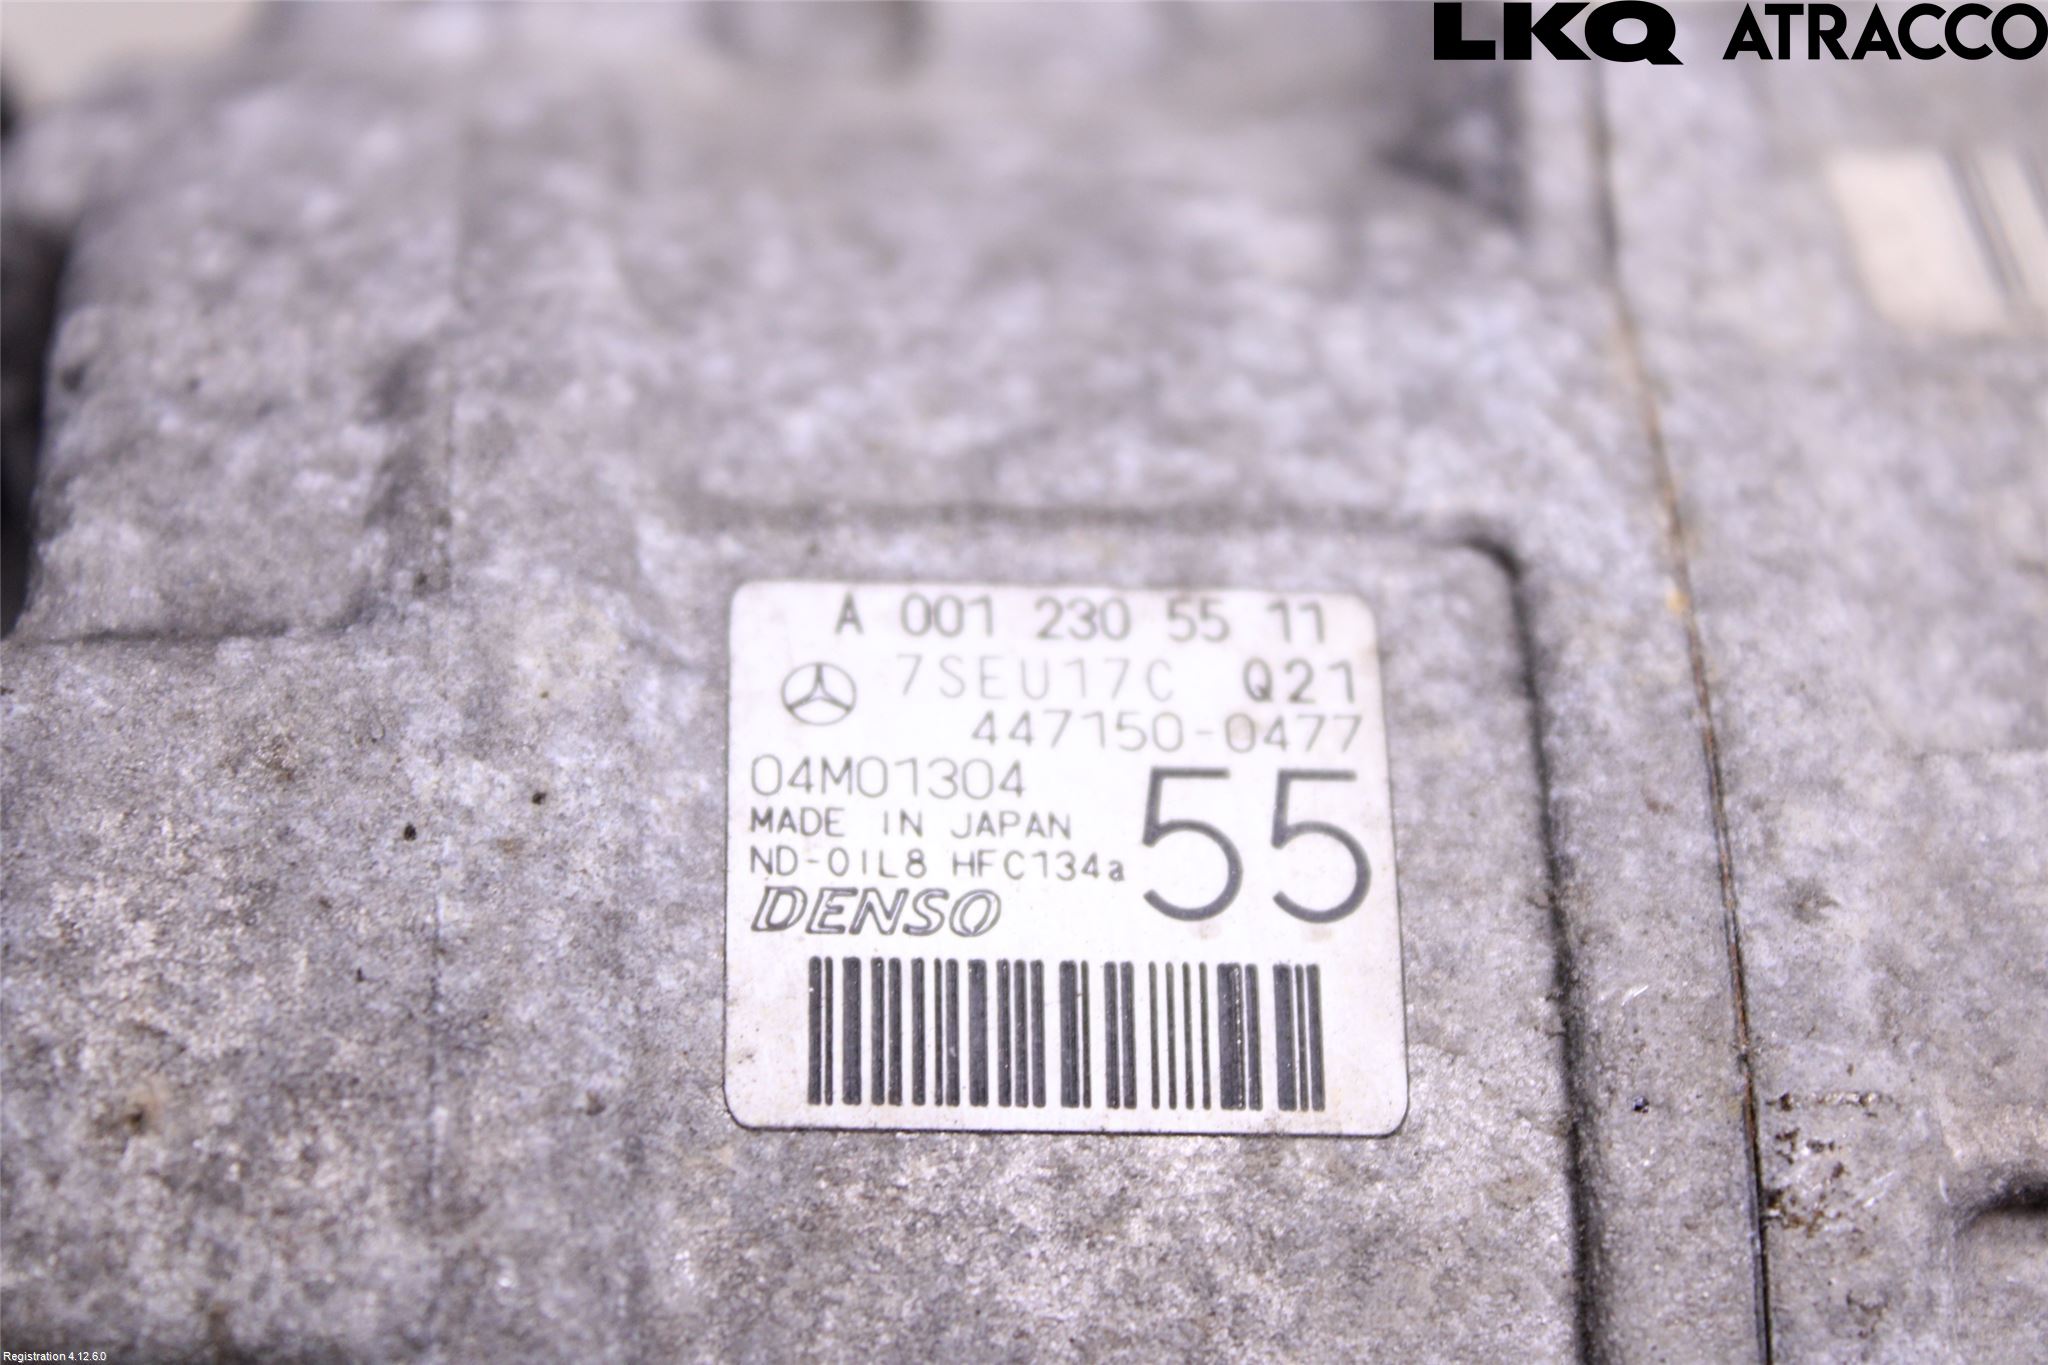 LKQ ATRACCO
A 001 230 55 11
7SEU17C Q21
447150-0477
04M01304
55
MADE IN JAPAN
ND-OIL8 HFC134a
DENSO
Registration 4.12.6.0